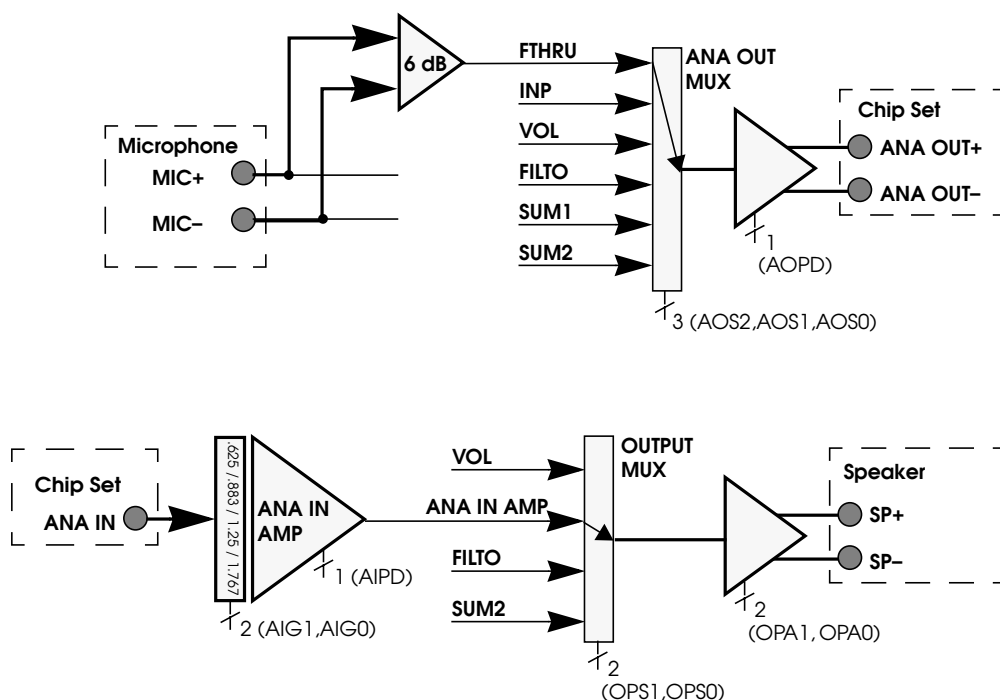 6 dB
FTHRU
INP
VOL
FILTO
SUM1
SUM2
ANA OUT
MUX
Chip Set
ANA OUT+
ANA OUT–
Microphone
MIC+
MIC–
1
(AOPD)
3 (AOS2,AOS1,AOS0)
Chip Set
ANA IN
.625 / .883 / 1.25 / 1.767
ANA IN
AMP
1 (AIPD)
2 (AIG1,AIG0)
VOL
ANA IN AMP
FILTO
SUM2
OUTPUT
MUX
2
(OPS1,OPS0)
Speaker
SP+
SP–
2
(OPA1, OPA0)